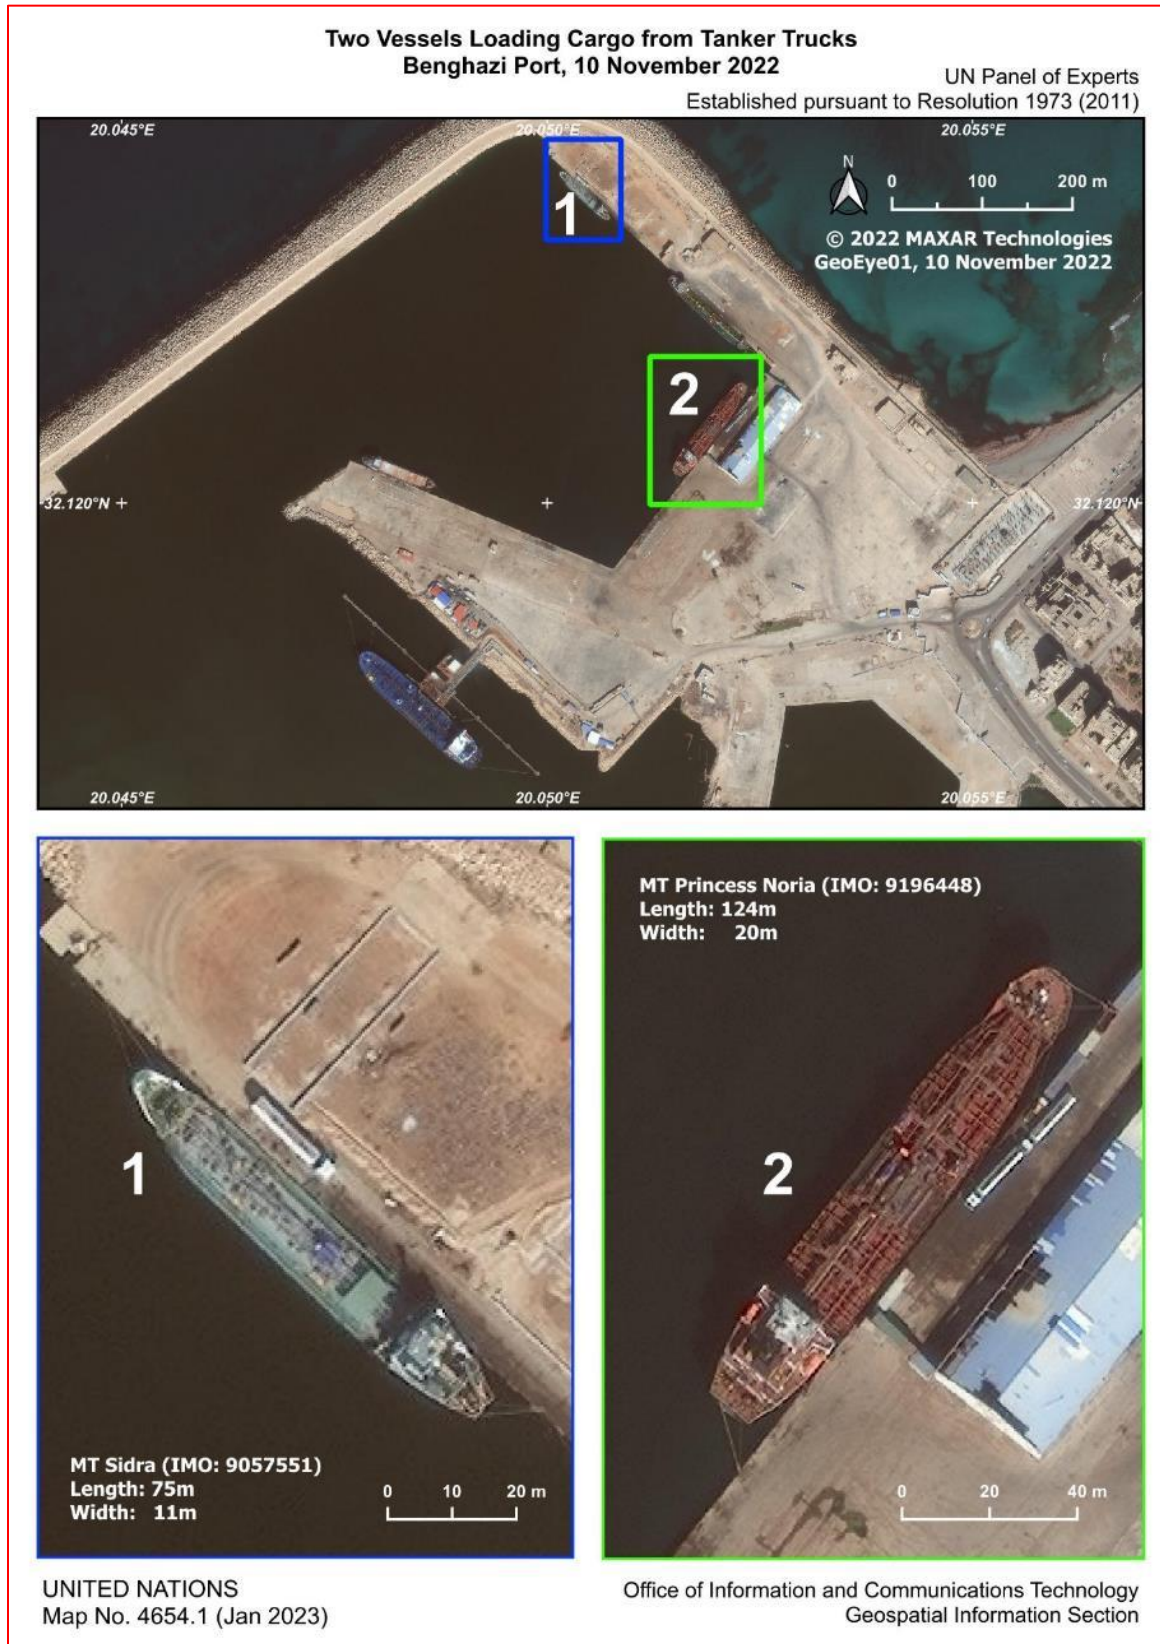 Two Vessels Loading Cargo from Tanker Trucks
Benghazi Port, 10 November 2022
UN Panel of Experts
Established pursuant to Resolution 1973 (2011)
20.045°E
20.050°E
20.055°E
N
0 100 200 m
© 2022 MAXAR Technologies
GeoEye01, 10 November 2022
1
2
32.120°N
32.120°N
20.045°E
20.050°E
20.055°E
1
MT Sidra (IMO: 9057551)
Length: 75m
Width: 11m
0 10 20 m
MT Princess Noria (IMO: 9196448)
Length: 124m
Width: 20m
2
0 20 40 m
UNITED NATIONS
Map No. 4654.1 (Jan 2023)
Office of Information and Communications Technology
Geospatial Information Section